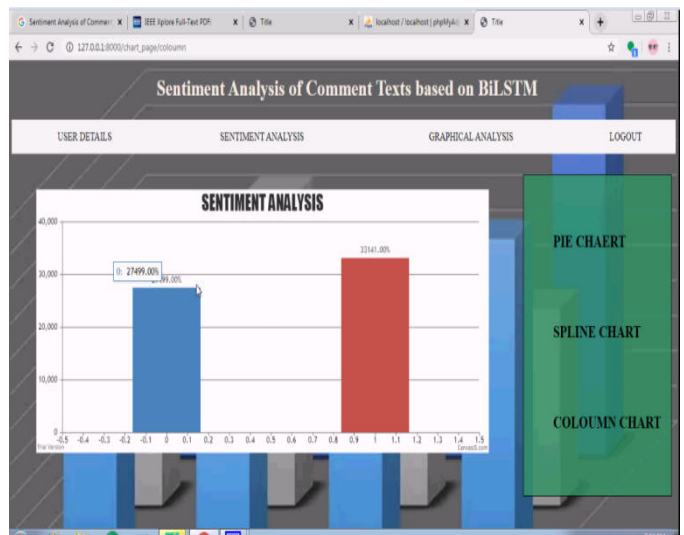 Sentiment Analysis of Commen
IEEE Xplore Full-Text PDF:
Title
localhost / localhost | phpMyAd
Title
127.0.0.1:8000/chart_page/coloumn
Sentiment Analysis of Comment Texts based on BiLSTM
USER DETAILS SENTIMENT ANALYSIS GRAPHICAL ANALYSIS LOGOUT
SENTIMENT ANALYSIS
40,000
33141.00%
30,000
0: 27499.00%
20,000
10,000
0
-0.5 -0.4 -0.3 -0.2 -0.1 0 0.1 0.2 0.3 0.4 0.5 0.6 0.7 0.8 0.9 1 1.1 1.2 1.3 1.4 1.5
Trial Version
CanvasJS.com
PIE CHAERT
SPLINE CHART
COLOUMN CHART